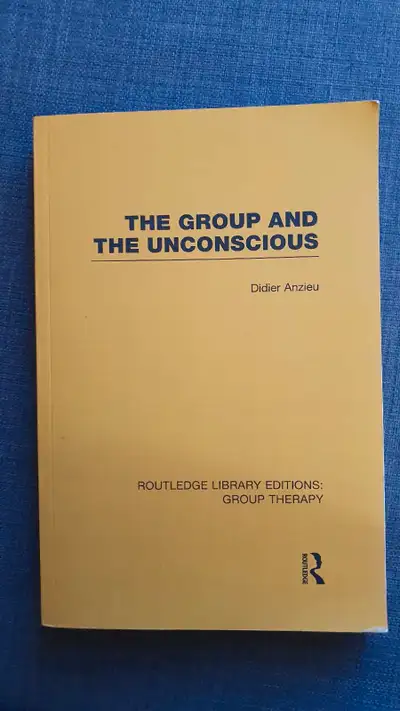 THE GROUP AND
THE UNCONSCIOUS
Didier Anzieu
ROUTLEDGE LIBRARY EDITIONS:
GROUP THERAPY
ROUTLEDGE